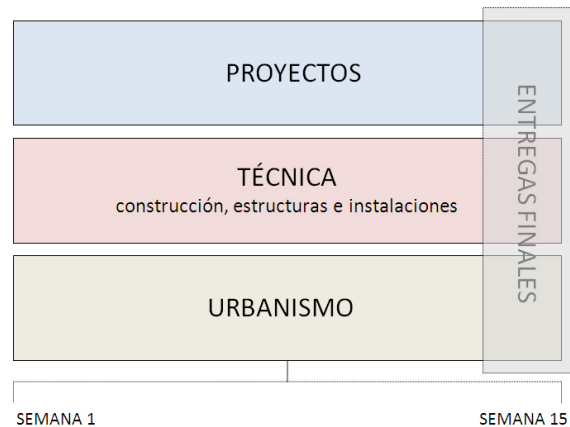 PROYECTOS
TÉCNICA
construcción, estructuras e instalaciones
URBANISMO
ENTREGAS FINALES
SEMANA 1
SEMANA 15